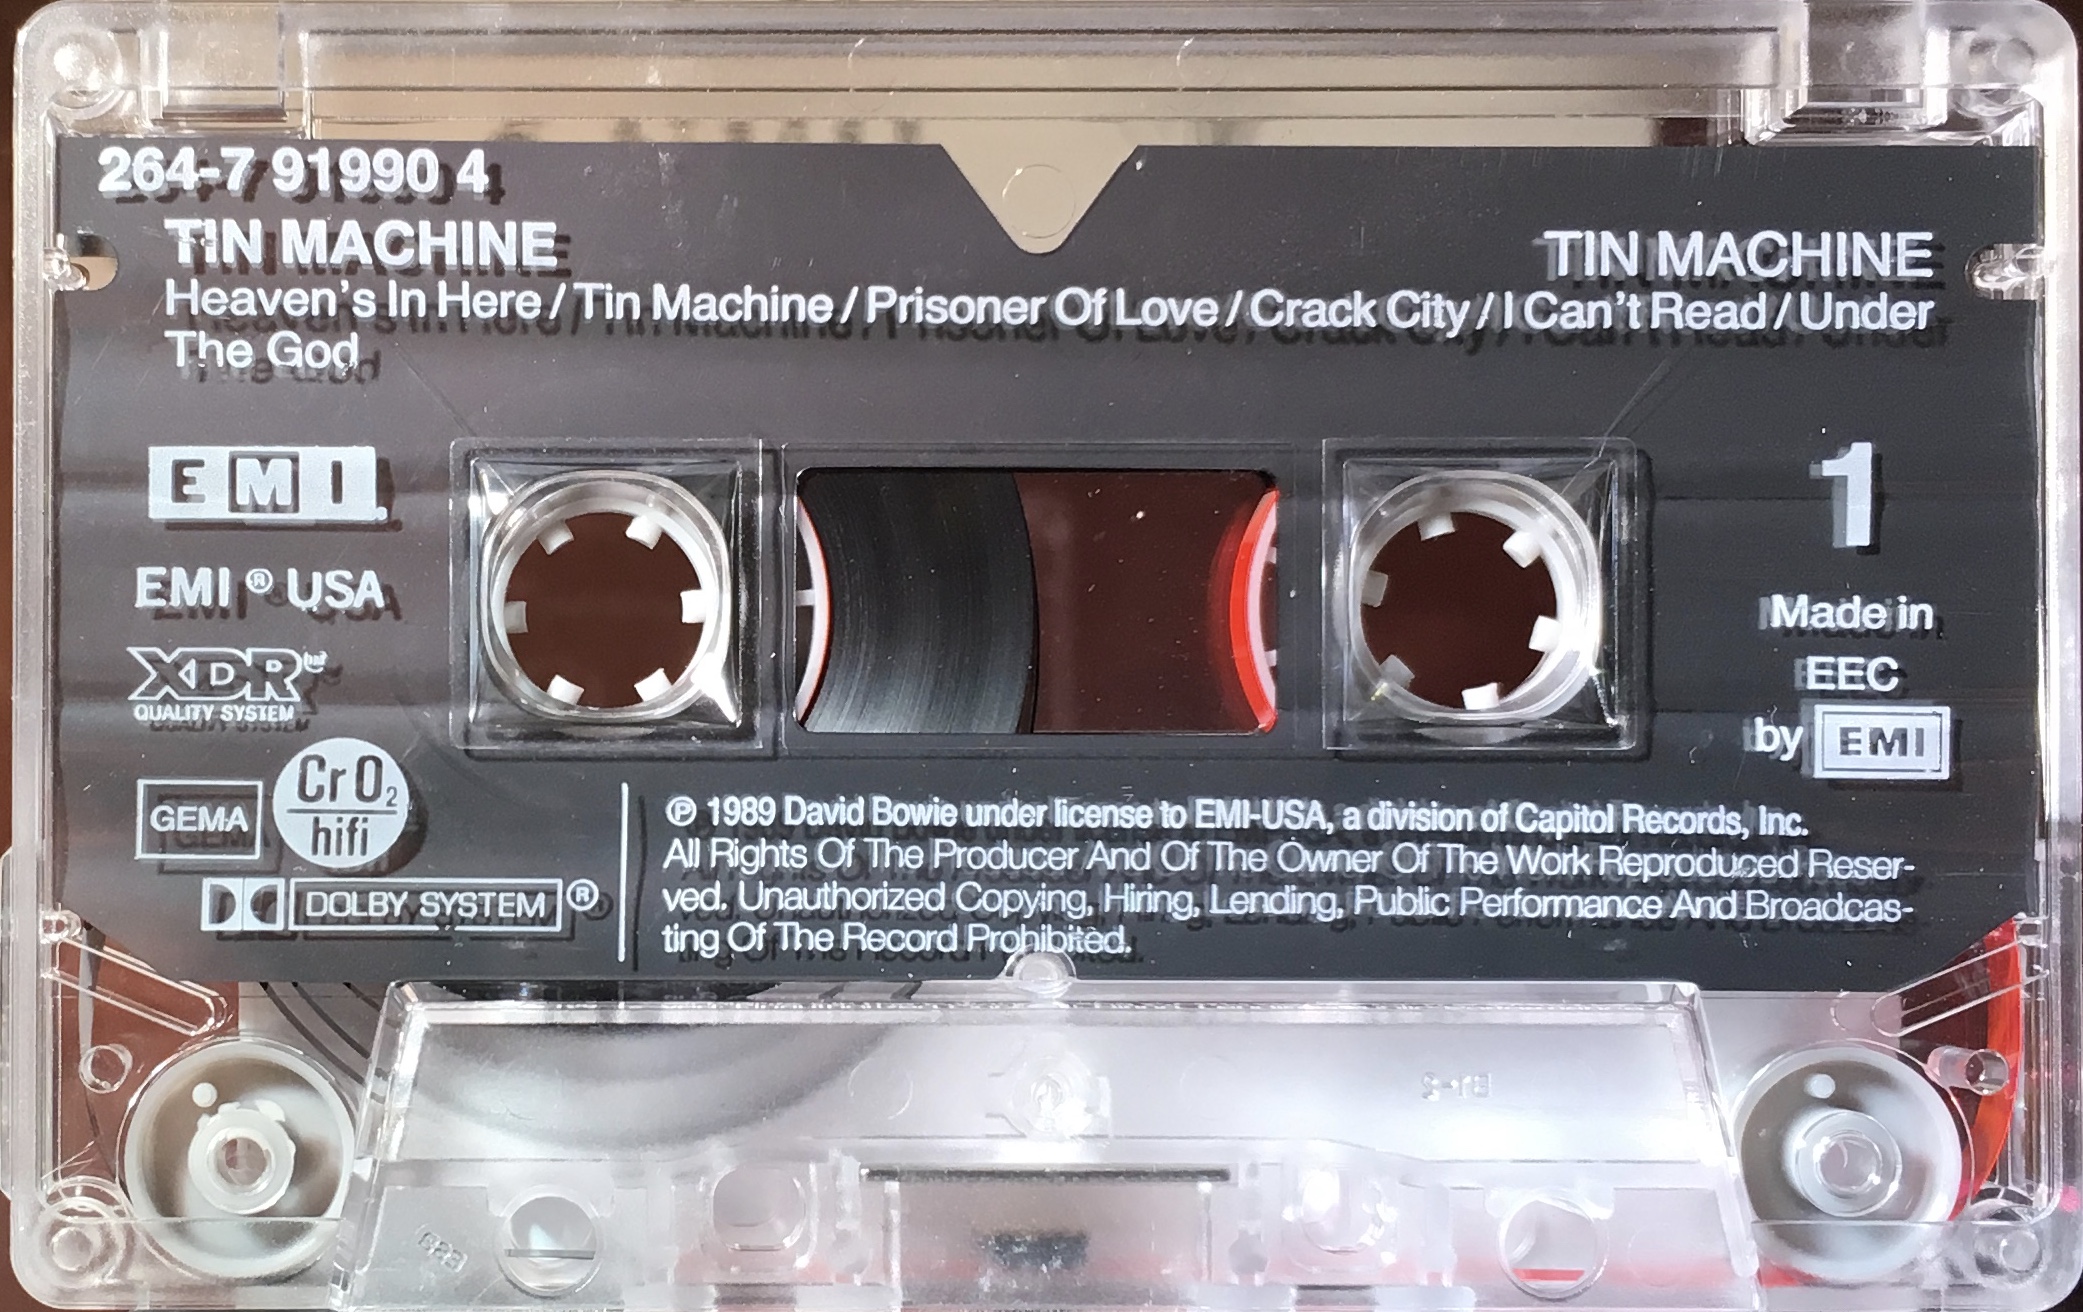 264-7 91990 4
TIN MACHINE
TIN MACHINE
Heaven's In Here / Tin Machine / Prisoner Of Love / Crack City / I Can't Read / Under
The God
EMI
1
EMI ® USA
Made in
XDR
EEC
QUALITY SYSTEM
by EMI
GEMA
CrO2
hifi
DOLBY SYSTEM ®
℗ 1989 David Bowie under license to EMI-USA, a division of Capitol Records, Inc.
All Rights Of The Producer And Of The Owner Of The Work Reproduced Reser-
ved. Unauthorized Copying, Hiring, Lending, Public Performance And Broadcas-
ting Of The Record Prohibited.